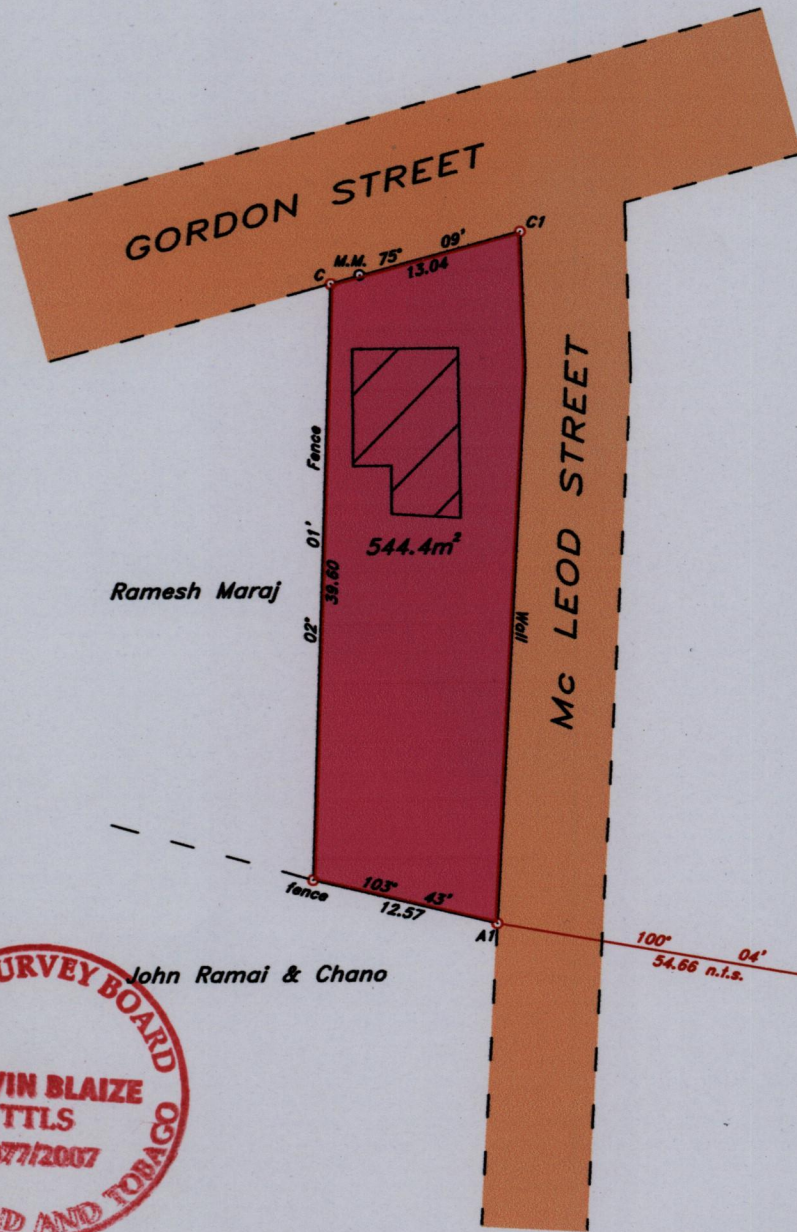 GORDON STREET
C
M.M.
75° 09'
13.04
C1
Fence
02° 01'
39.60
544.4m²
Mc LEOD STREET
Wall
Ramesh Maraj
fence
103° 43'
12.57
A1
100° 04'
54.66 n.t.s.
John Ramai & Chano
URVEY BOARD
VIN BLAIZE
TTLS
77/2007
D AND TOBAGO